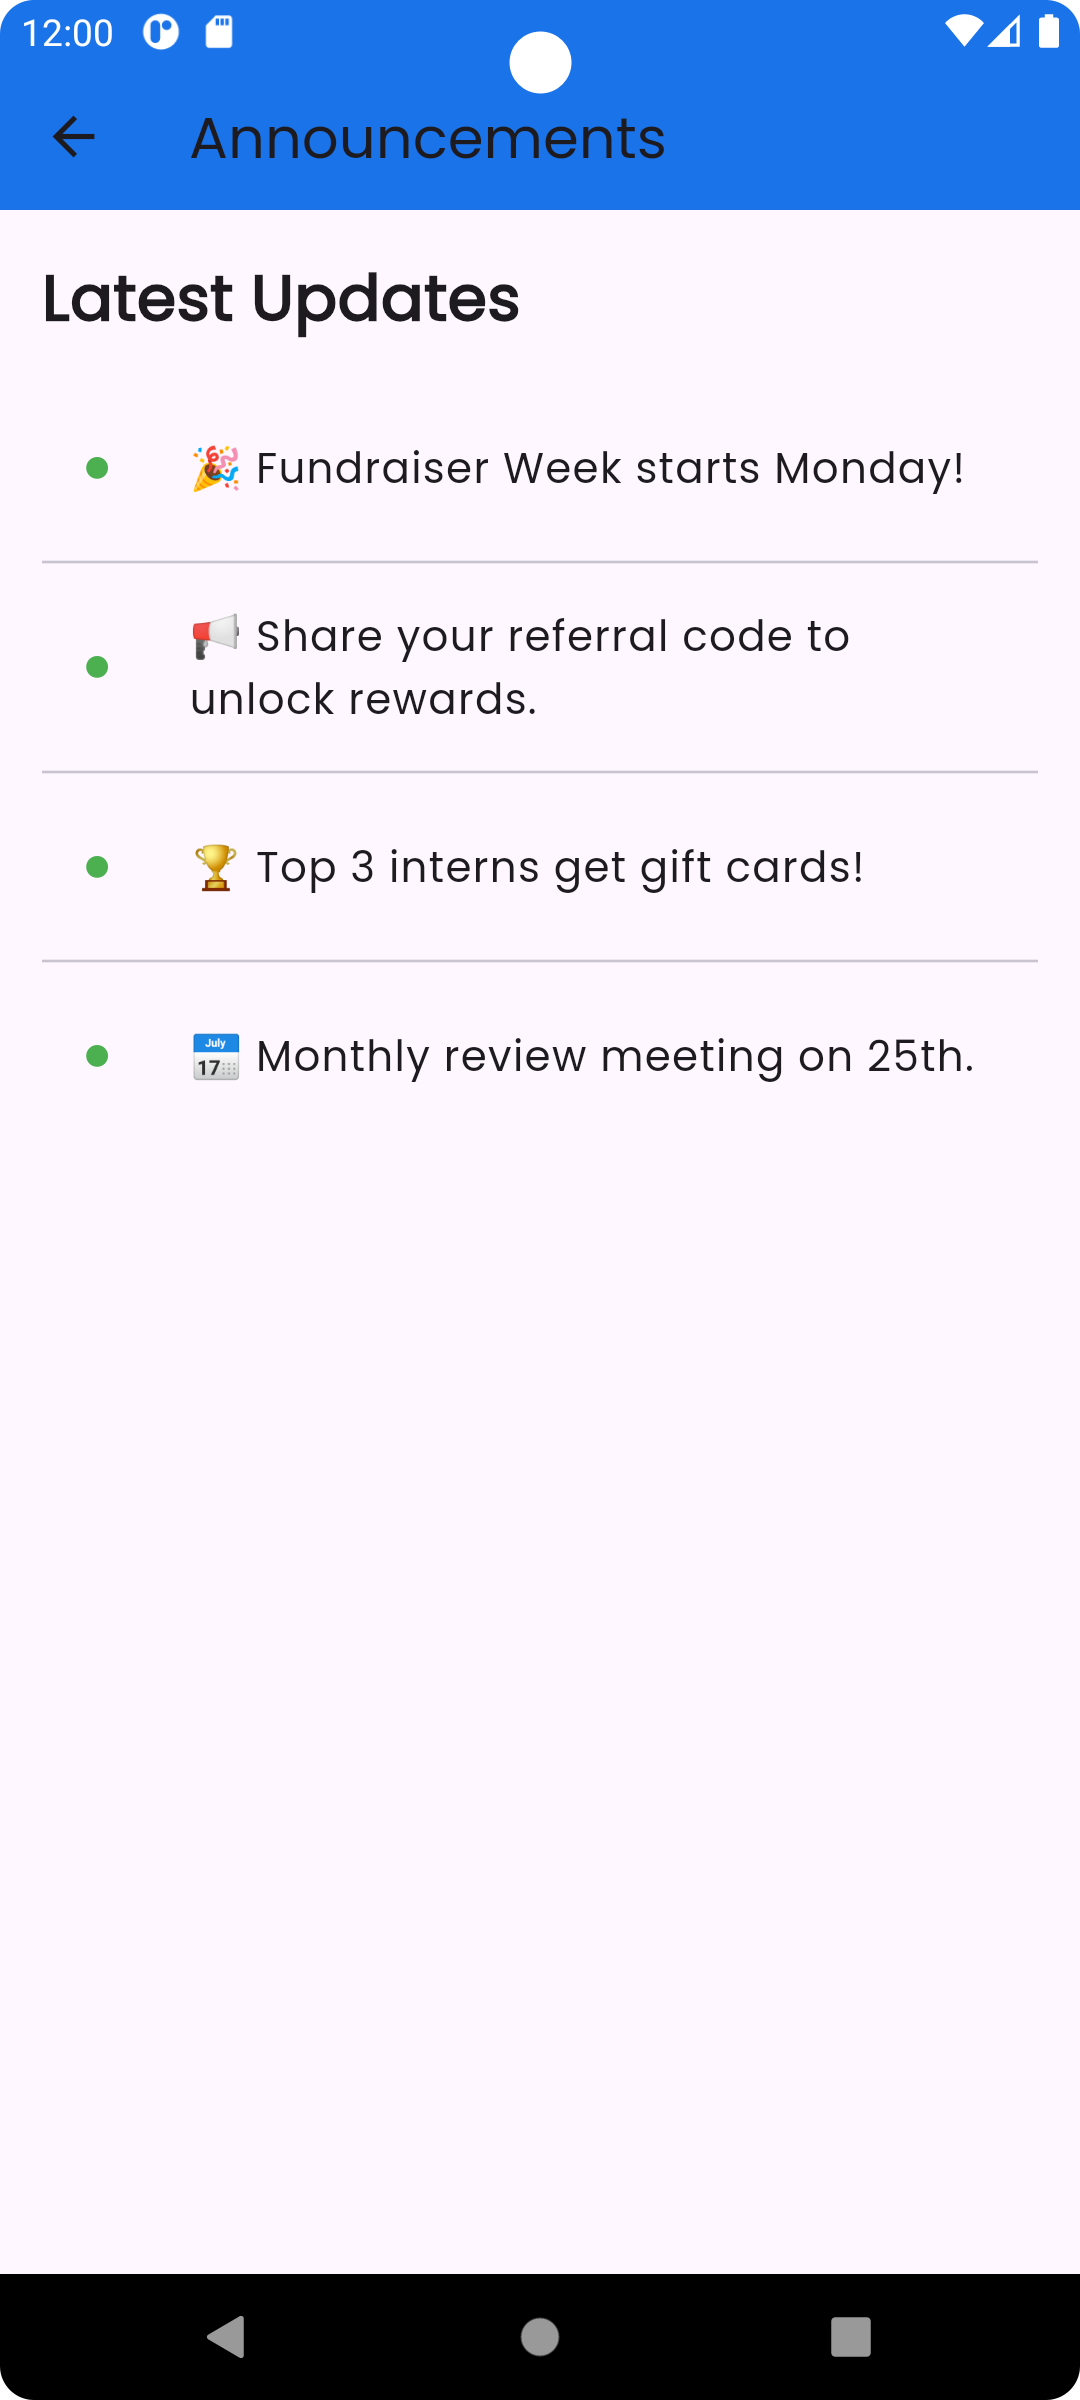 12:00
Announcements
Latest Updates
🎉 Fundraiser Week starts Monday!
📢 Share your referral code to
unlock rewards.
🏆 Top 3 interns get gift cards!
📅 Monthly review meeting on 25th.